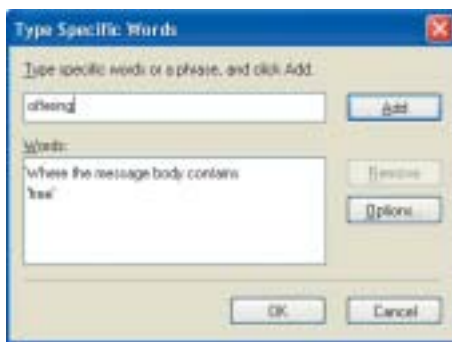 Type Specific Words
Type specific words or a phrase, and click Add.
offering
Add
Words:
Where the message body contains
'free'
Remove
Options...
OK
Cancel